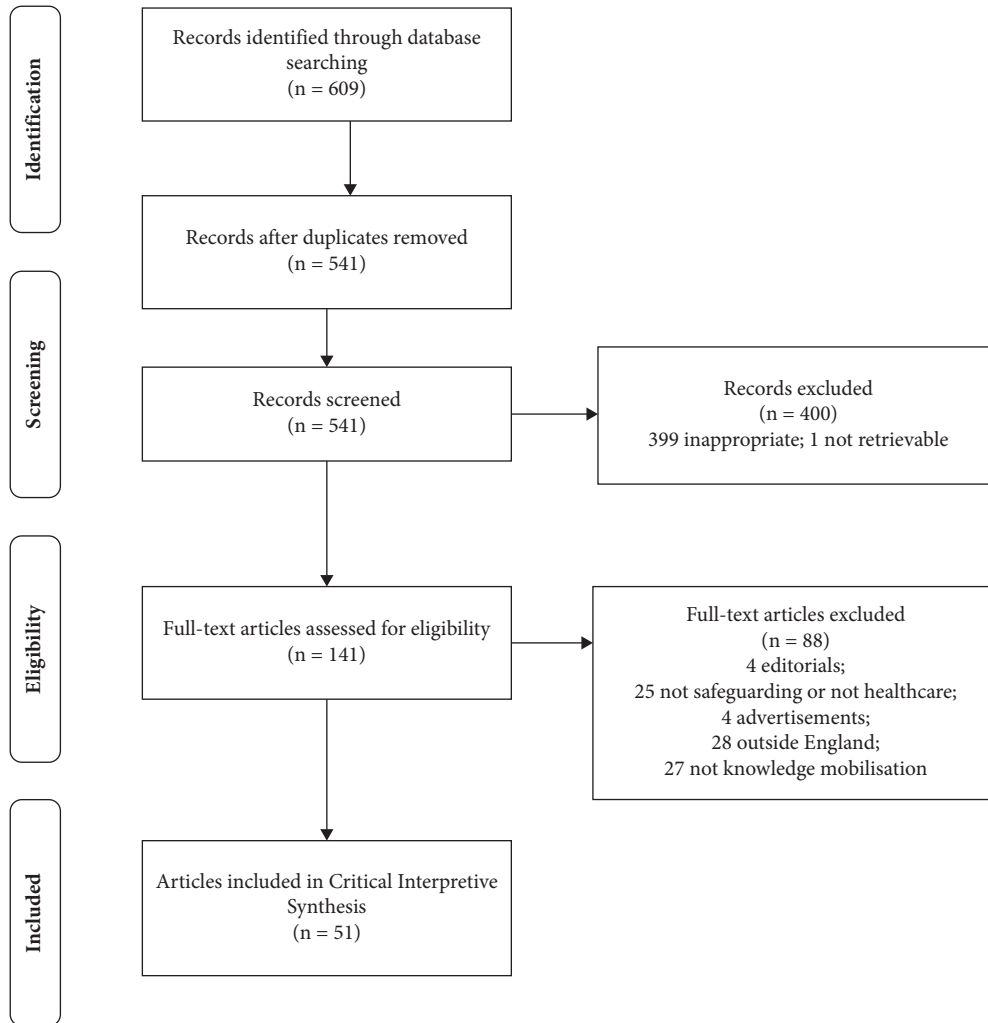 Identification
Records identified through database
searching
(n = 609)
Records after duplicates removed
(n = 541)
Screening
Records screened
(n = 541)
Records excluded
(n = 400)
399 inappropriate; 1 not retrievable
Eligibility
Full-text articles assessed for eligibility
(n = 141)
Full-text articles excluded
(n = 88)
4 editorials;
25 not safeguarding or not healthcare;
4 advertisements;
28 outside England;
27 not knowledge mobilisation
Included
Articles included in Critical Interpretive
Synthesis
(n = 51)